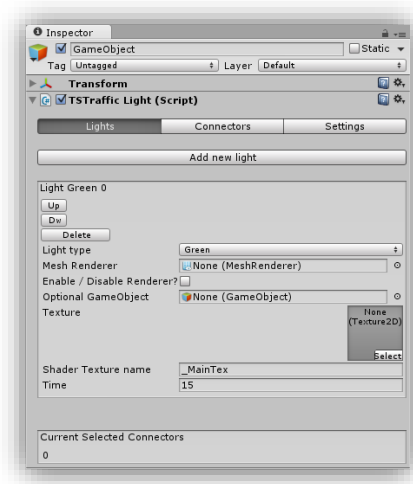 Inspector
GameObject Static
Tag Untagged Layer Default
Transform
TSTraffic Light (Script)
Lights Connectors Settings
Add new light
Light Green 0
Up
Dw
Delete
Light type Green
Mesh Renderer None (MeshRenderer)
Enable / Disable Renderer?
Optional GameObject None (GameObject)
Texture None
(Texture2D)
Select
Shader Texture name _MainTex
Time 15
Current Selected Connectors
0